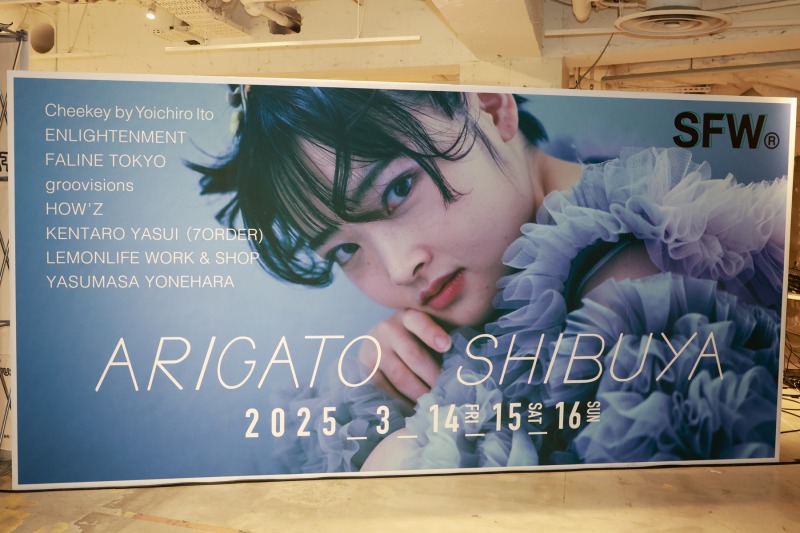 Cheekey by Yoichiro Ito
ENLIGHTENMENT
FALINE TOKYO
groovisions
HOW'Z
KENTARO YASUI (7ORDER)
LEMONLIFE WORK & SHOP
YASUMASA YONEHARA
SFW®
ARIGATO SHIBUYA
2025_3_14 FRI_15 SAT_16 SUN